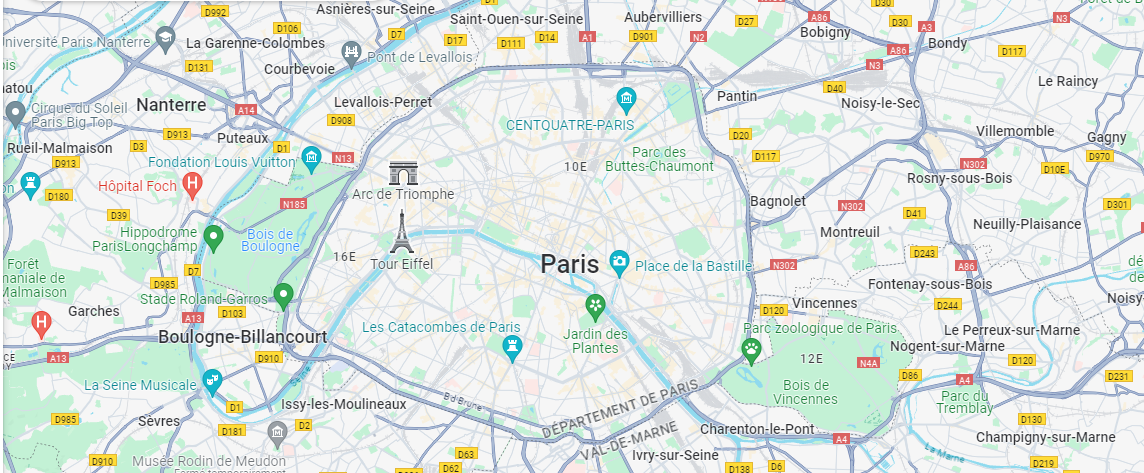 D992
Asnières-sur-Seine
Saint-Ouen-sur-Seine
Aubervilliers
D30
D27
A86
D30
N3
D106
D7
D17
D111
D14
A1
D901
N2
Bobigny
A3
Bondy
D117
Université Paris Nanterre
La Garenne-Colombes
Pont de Levallois
A86
N3
D131
Courbevoie
Le Raincy
D40
Pantin
Noisy-le-Sec
Cirque du Soleil
Paris Big Top
Nanterre
A14
Levallois-Perret
D908
CENTQUATRE-PARIS
D913
Puteaux
D20
Villemomble
Gagny
Rueil-Malmaison
D3
D1
N13
Fondation Louis Vuitton
10E
Parc des
Buttes-Chaumont
D117
N302
D970
D10E
D913
D180
Hôpital Foch
Arc de Triomphe
Rosny-sous-Bois
N185
Bagnolet
N302
D41
D301
D39
Hippodrome
ParisLongchamp
Bois de
Boulogne
Montreuil
Neuilly-Plaisance
16E
Tour Eiffel
Paris
Place de la Bastille
N302
D243
A86
Forêt
Malmaison
D7
D985
Stade Roland-Garros
Fontenay-sous-Bois
Noisy
Garches
D103
A13
D120
Vincennes
D244
Boulogne-Billancourt
Les Catacombes de Paris
Jardin des
Plantes
Parc zoologique de Paris
Le Perreux-sur-Marne
Nogent-sur-Marne
A13
D910
12E
N4A
D120
La Seine Musicale
Seine
Bois de
Vincennes
D86
A4
D231
D1
Issy-les-Moulineaux
Bd Brune
DÉPARTEMENT DE PARIS
VAL-DE-MARNE
Parc du
Tremblay
D985
Sèvres
D181
D2
Charenton-le-Pont
A4
D130
Champigny-sur-Marne
D910
Musée Rodin de Meudon
D63
D62
Ivry-sur-Seine
D138
D6
La Marne
D219